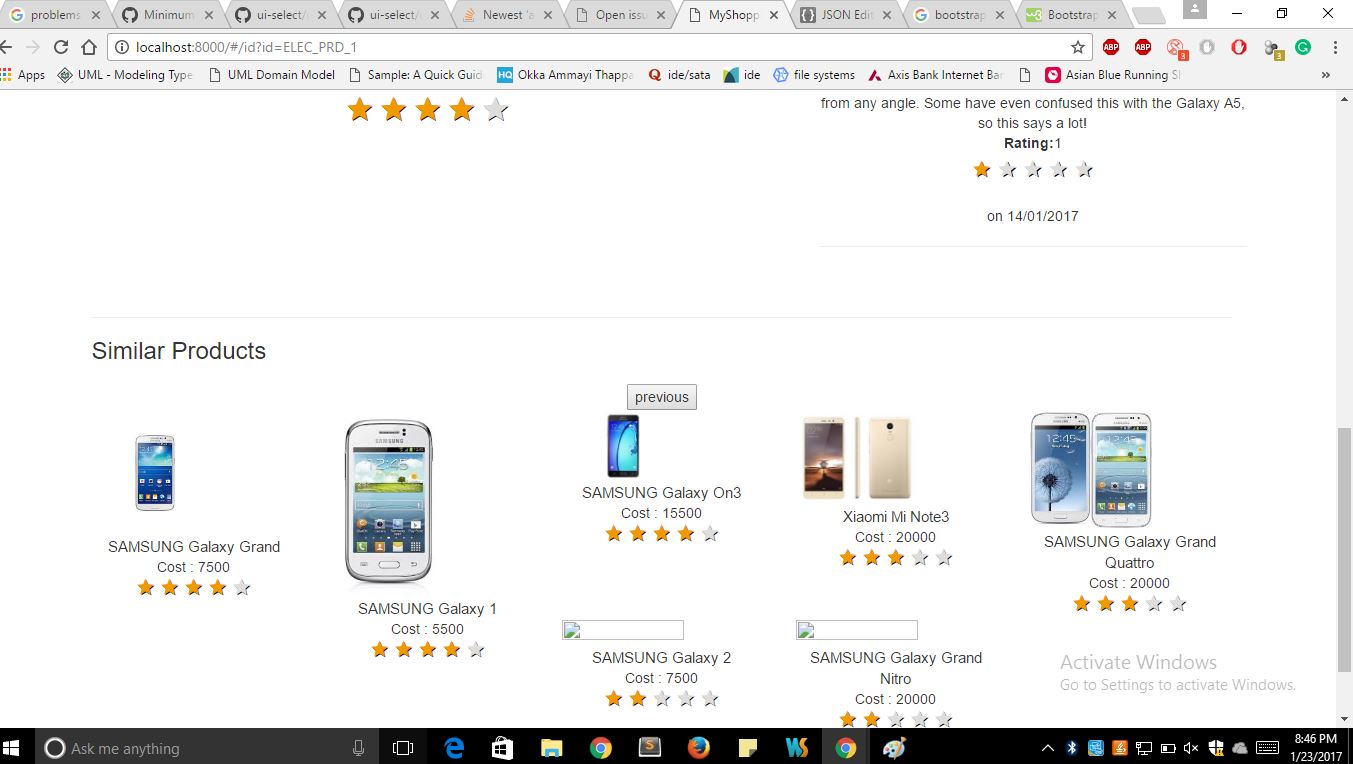 problems
Minimum
ui-select/
ui-select/
Newest 'a
Open issu
MyShopp
JSON Edit
bootstrap
Bootstrap
localhost:8000/#/id?id=ELEC_PRD_1
Apps
UML - Modeling Type
UML Domain Model
Sample: A Quick Guid
HQ Okka Ammayi Thappa
ide/sata
ide
file systems
Axis Bank Internet Ban
Asian Blue Running Sh
from any angle. Some have even confused this with the Galaxy A5,
so this says a lot!
Rating:1
on 14/01/2017
Similar Products
previous
SAMSUNG Galaxy Grand
Cost : 7500
SAMSUNG Galaxy 1
Cost : 5500
SAMSUNG Galaxy On3
Cost : 15500
Xiaomi Mi Note3
Cost : 20000
SAMSUNG Galaxy Grand
Quattro
Cost : 20000
SAMSUNG Galaxy 2
Cost : 7500
SAMSUNG Galaxy Grand
Nitro
Cost : 20000
Activate Windows
Go to Settings to activate Windows.
Ask me anything
8:46 PM
1/23/2017